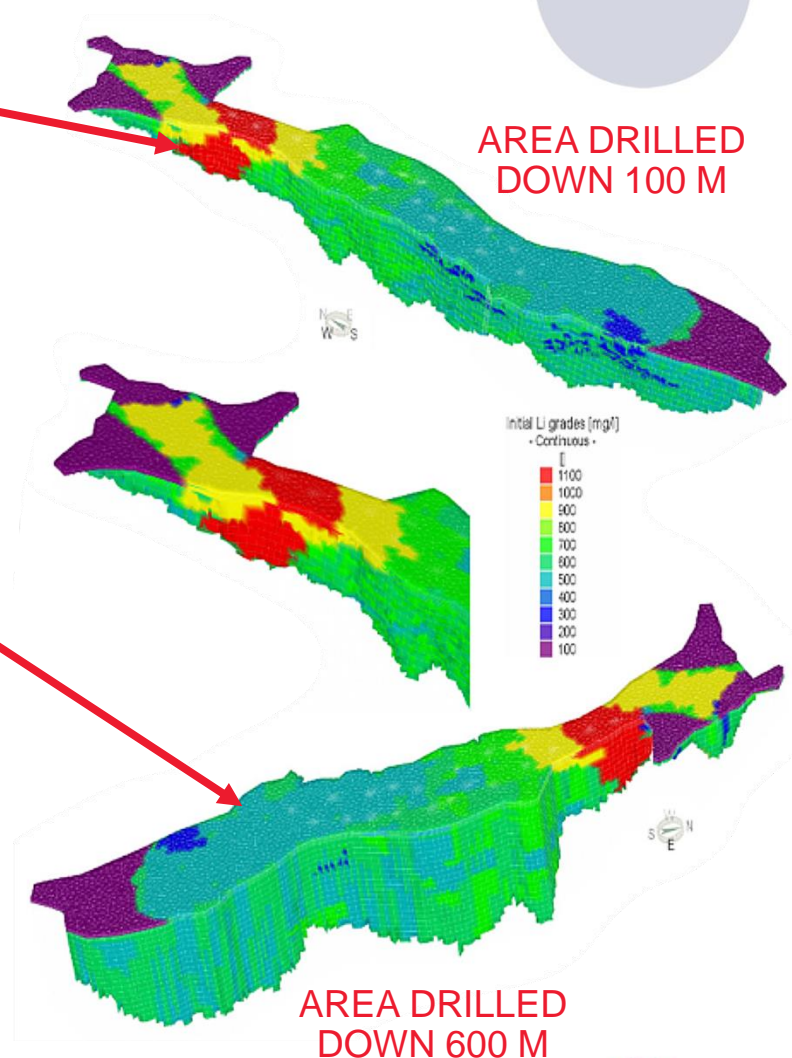 AREA DRILLED
DOWN 100 M
N E
W S
Initial Li grades [mg/l]
- Continuous -
[]
1100
1000
900
800
700
600
500
400
300
200
100
W
S N
E
AREA DRILLED
DOWN 600 M